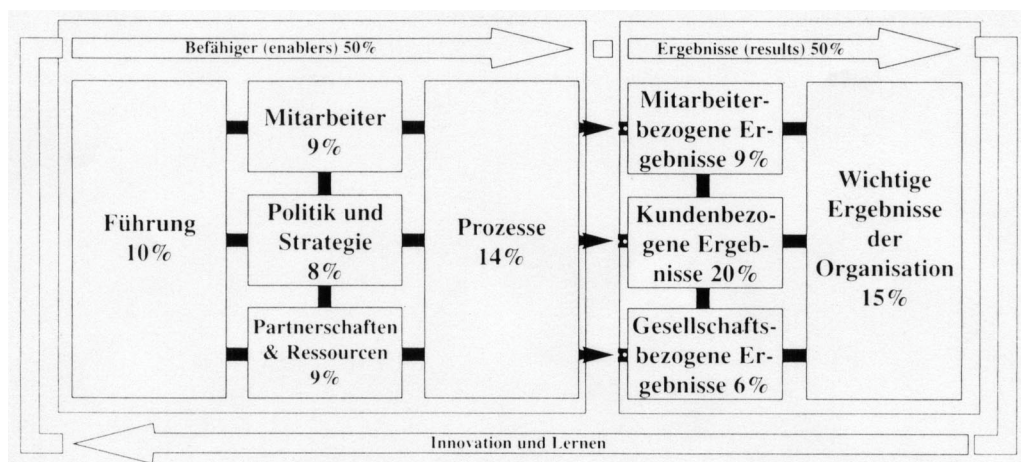 Befähiger (enablers) 50%
Ergebnisse (results) 50%
Führung
10%
Mitarbeiter
9%
Politik und
Strategie
8%
Partnerschaften
& Ressourcen
9%
Prozesse
14%
Mitarbeiter-
bezogene Er-
gebnisse 9%
Kundenbezo-
gene Ergeb-
nisse 20%
Gesellschafts-
bezogene Er-
gebnisse 6%
Wichtige
Ergebnisse
der
Organisation
15%
Innovation und Lernen